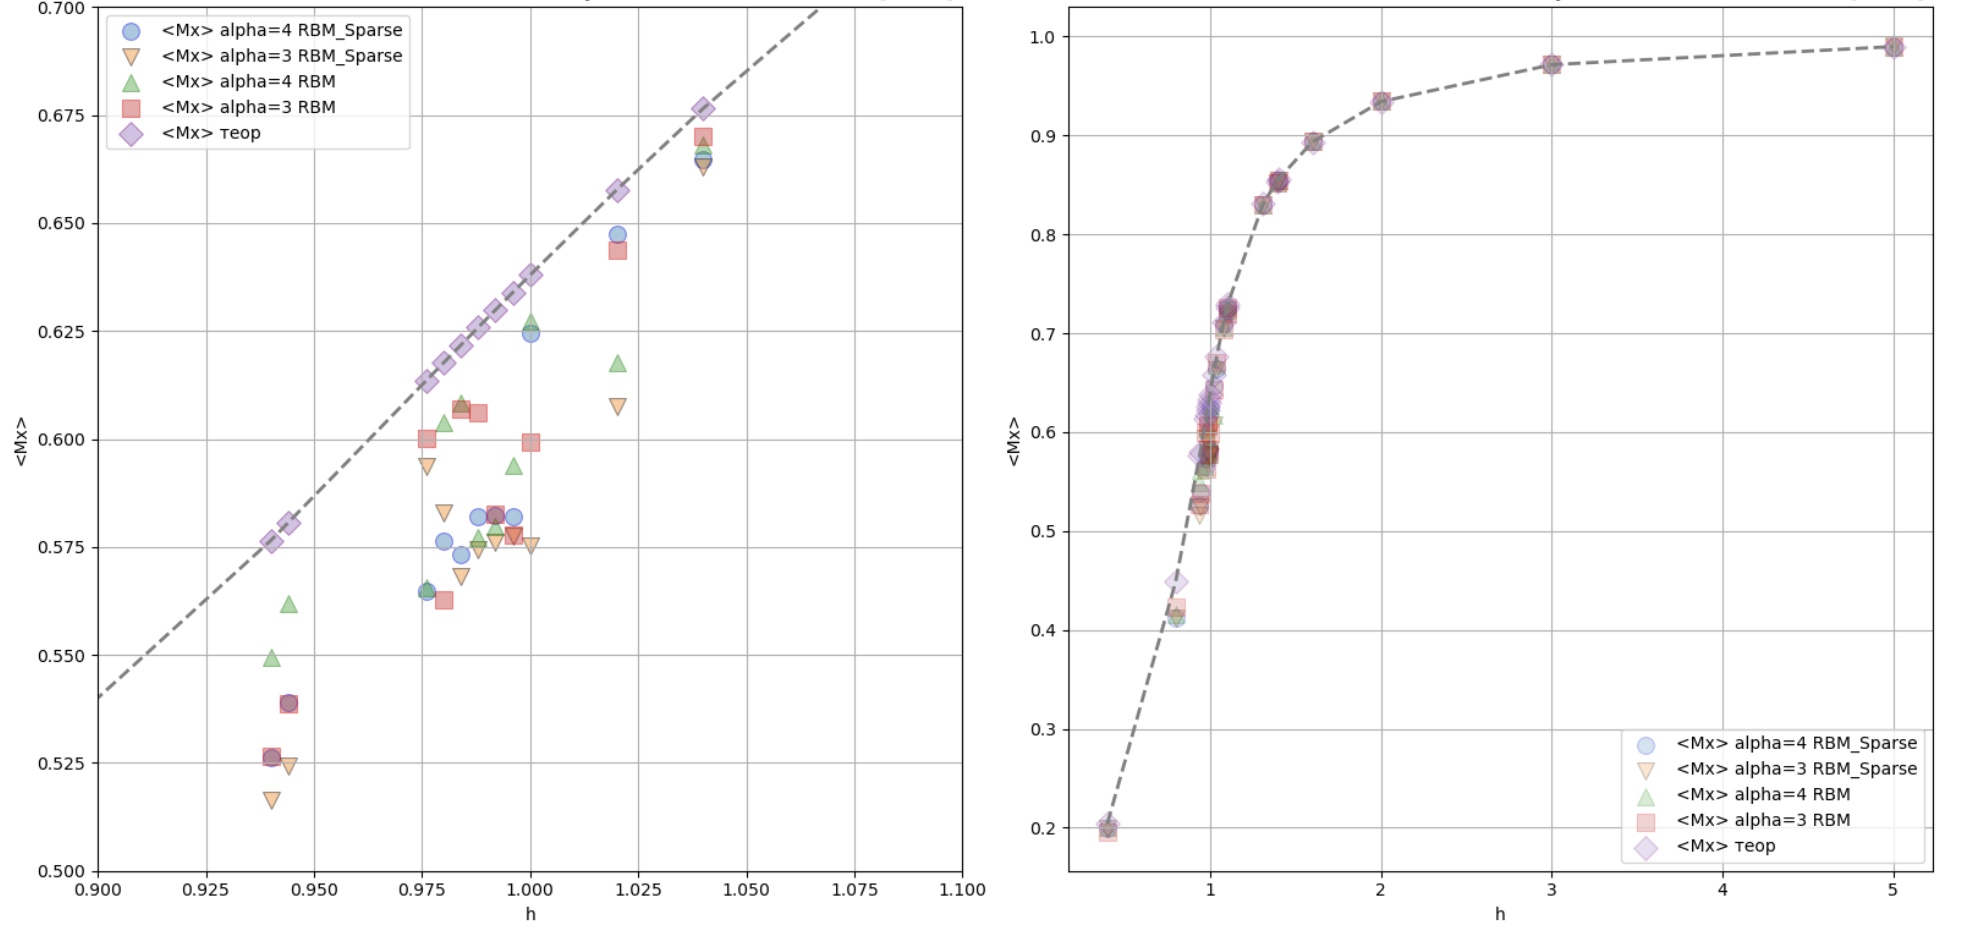 0.700
0.675
0.650
0.625
0.600
0.575
0.550
0.525
0.500
<Mx>
<Mx> alpha=4 RBM_Sparse
<Mx> alpha=3 RBM_Sparse
<Mx> alpha=4 RBM
<Mx> alpha=3 RBM
<Mx> теор
0.900 0.925 0.950 0.975 1.000 1.025 1.050 1.075 1.100
h
1.0
0.9
0.8
0.7
0.6
0.5
0.4
0.3
0.2
<Mx>
<Mx> alpha=4 RBM_Sparse
<Mx> alpha=3 RBM_Sparse
<Mx> alpha=4 RBM
<Mx> alpha=3 RBM
<Mx> теор
1 2 3 4 5
h